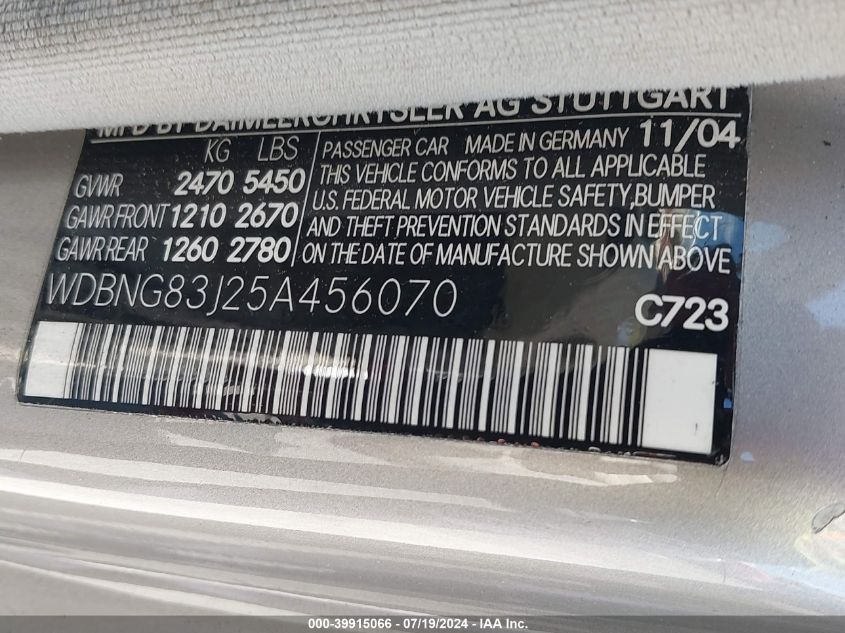 MFD BY DAIMLERCHRYSLER AG STUTTGART
KG LBS
GVWR 2470 5450
GAWR FRONT 1210 2670
GAWR REAR 1260 2780
PASSENGER CAR MADE IN GERMANY 11/04
THIS VEHICLE CONFORMS TO ALL APPLICABLE
U.S. FEDERAL MOTOR VEHICLE SAFETY, BUMPER
AND THEFT PREVENTION STANDARDS IN EFFECT
ON THE DATE OF MANUFACTURE SHOWN ABOVE
WDBNG83J25A456070
C723
000-39915066 - 07/19/2024 - IAAI, Inc.